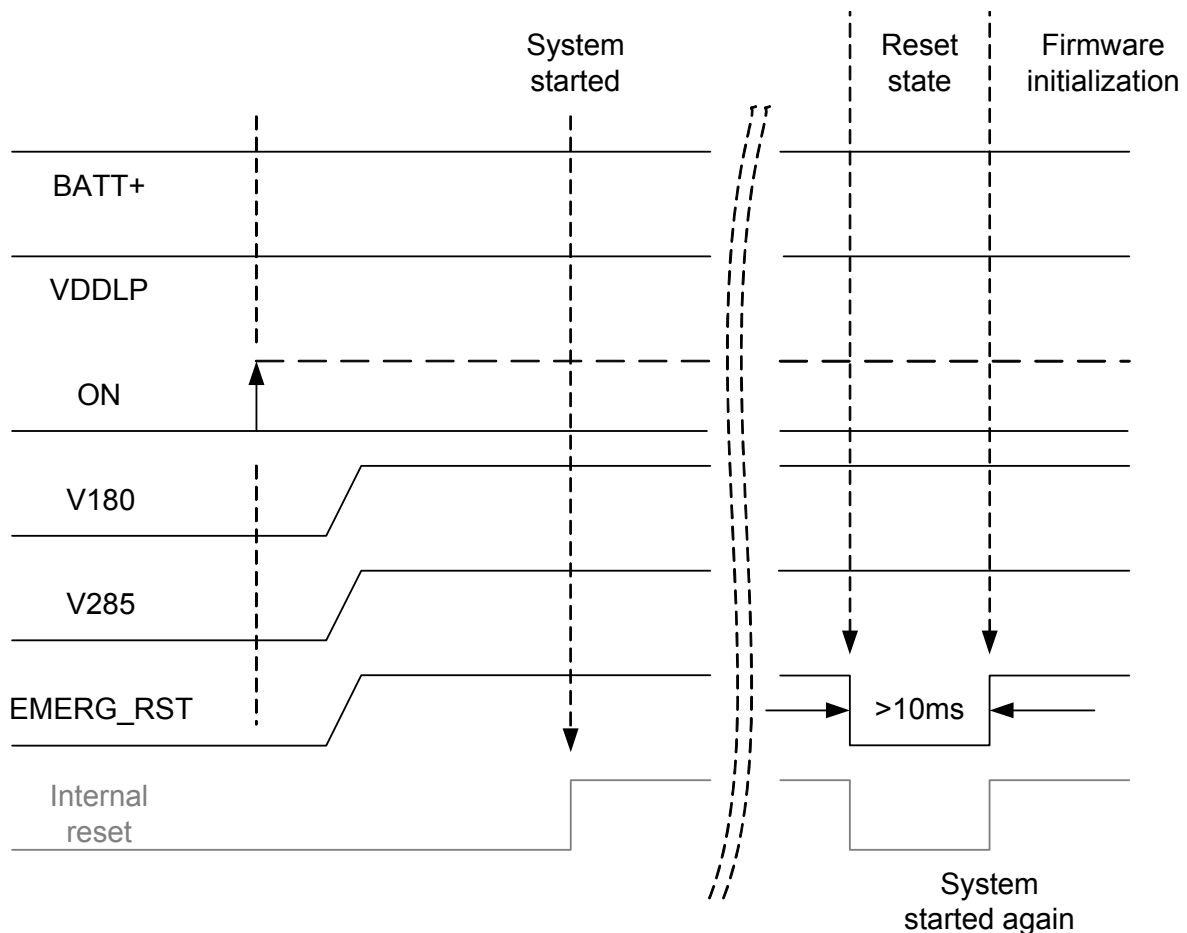 System
started
Reset
state
Firmware
initialization
BATT+
VDDLP
ON
V180
V285
EMERG_RST
>10ms
Internal
reset
System
started again